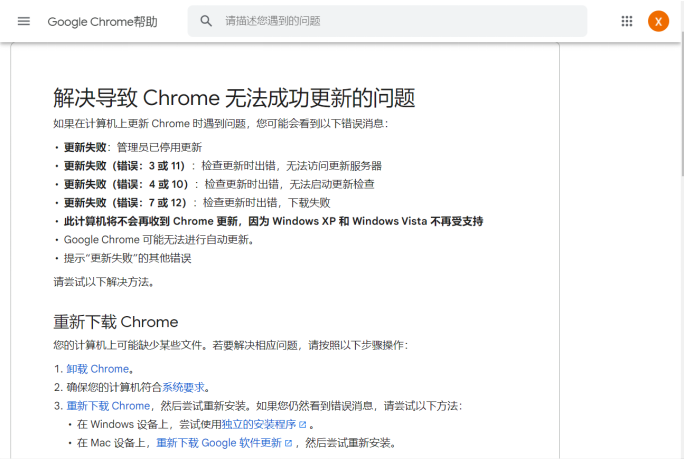 Google Chrome帮助
请描述您遇到的问题
X
解决导致 Chrome 无法成功更新的问题
如果在计算机上更新 Chrome 时遇到问题，您可能会看到以下错误消息：
• 更新失败：管理员已停用更新
• 更新失败（错误：3 或 11）：检查更新时出错，无法访问更新服务器
• 更新失败（错误：4 或 10）：检查更新时出错，无法启动更新检查
• 更新失败（错误：7 或 12）：检查更新时出错，下载失败
• 此计算机将不会再收到 Chrome 更新，因为 Windows XP 和 Windows Vista 不再受支持
• Google Chrome 可能无法进行自动更新。
• 提示“更新失败”的其他错误
请尝试以下解决方法。
重新下载 Chrome
您的计算机上可能缺少某些文件。若要解决相应问题，请按照以下步骤操作：
1. 卸载 Chrome。
2. 确保您的计算机符合系统要求。
3. 重新下载 Chrome，然后尝试重新安装。如果您仍然看到错误消息，请尝试以下方法：
• 在 Windows 设备上，尝试使用独立的安装程序。
• 在 Mac 设备上，重新下载 Google 软件更新，然后尝试重新安装。